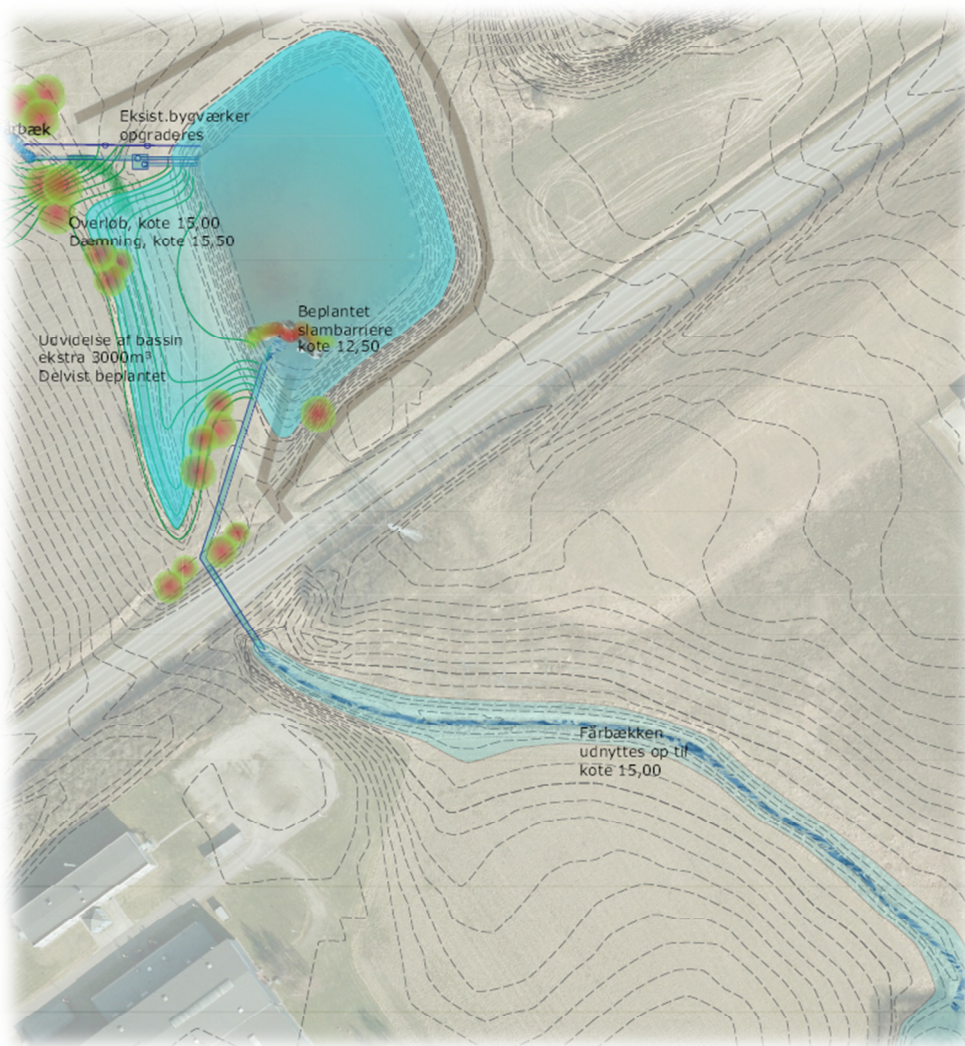 Eksist.bygværker
opgraderes
årbæk
Overløb, kote 15,00
Dæmning, kote 15,50
Beplantet
slambarriere
kote 12,50
Udvidelse af bassin
ekstra 3000m³
Delvist beplantet
Fårbækken
udnyttes op til
kote 15,00